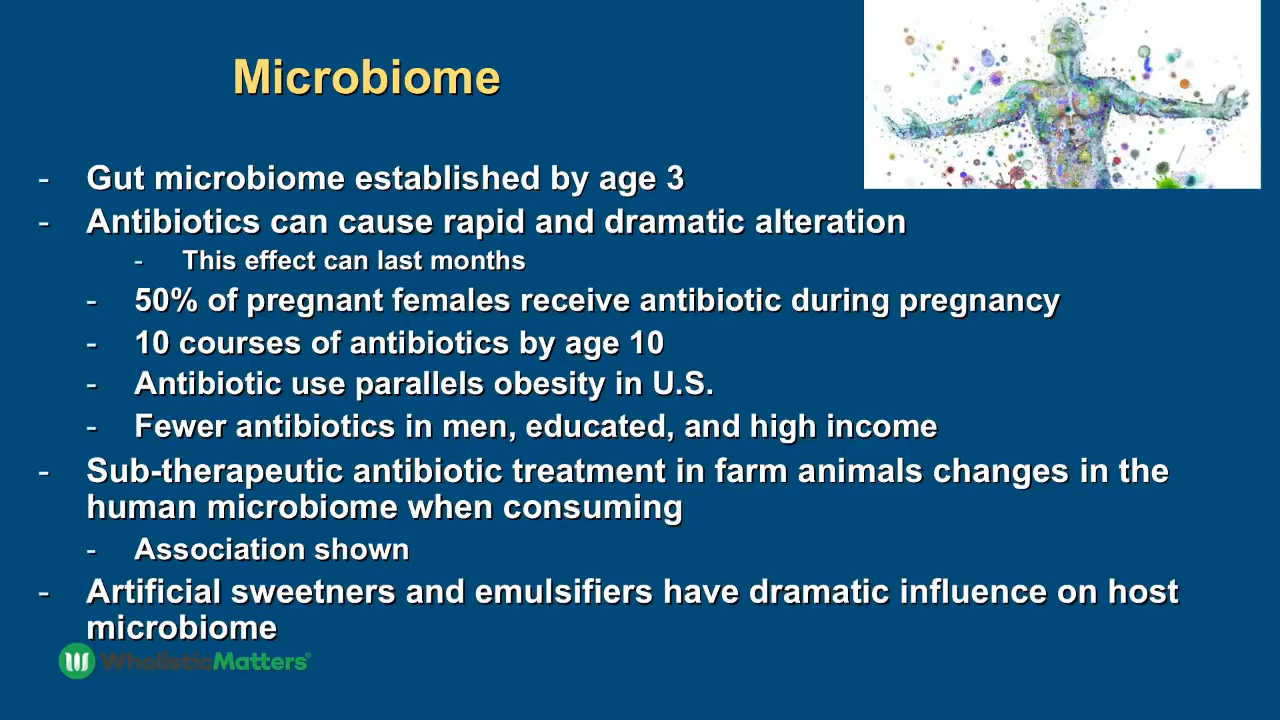 Microbiome
- Gut microbiome established by age 3
- Antibiotics can cause rapid and dramatic alteration
- This effect can last months
- 50% of pregnant females receive antibiotic during pregnancy
- 10 courses of antibiotics by age 10
- Antibiotic use parallels obesity in U.S.
- Fewer antibiotics in men, educated, and high income
- Sub-therapeutic antibiotic treatment in farm animals changes in the
human microbiome when consuming
- Association shown
- Artificial sweetners and emulsifiers have dramatic influence on host
microbiome
WholisticMatters®